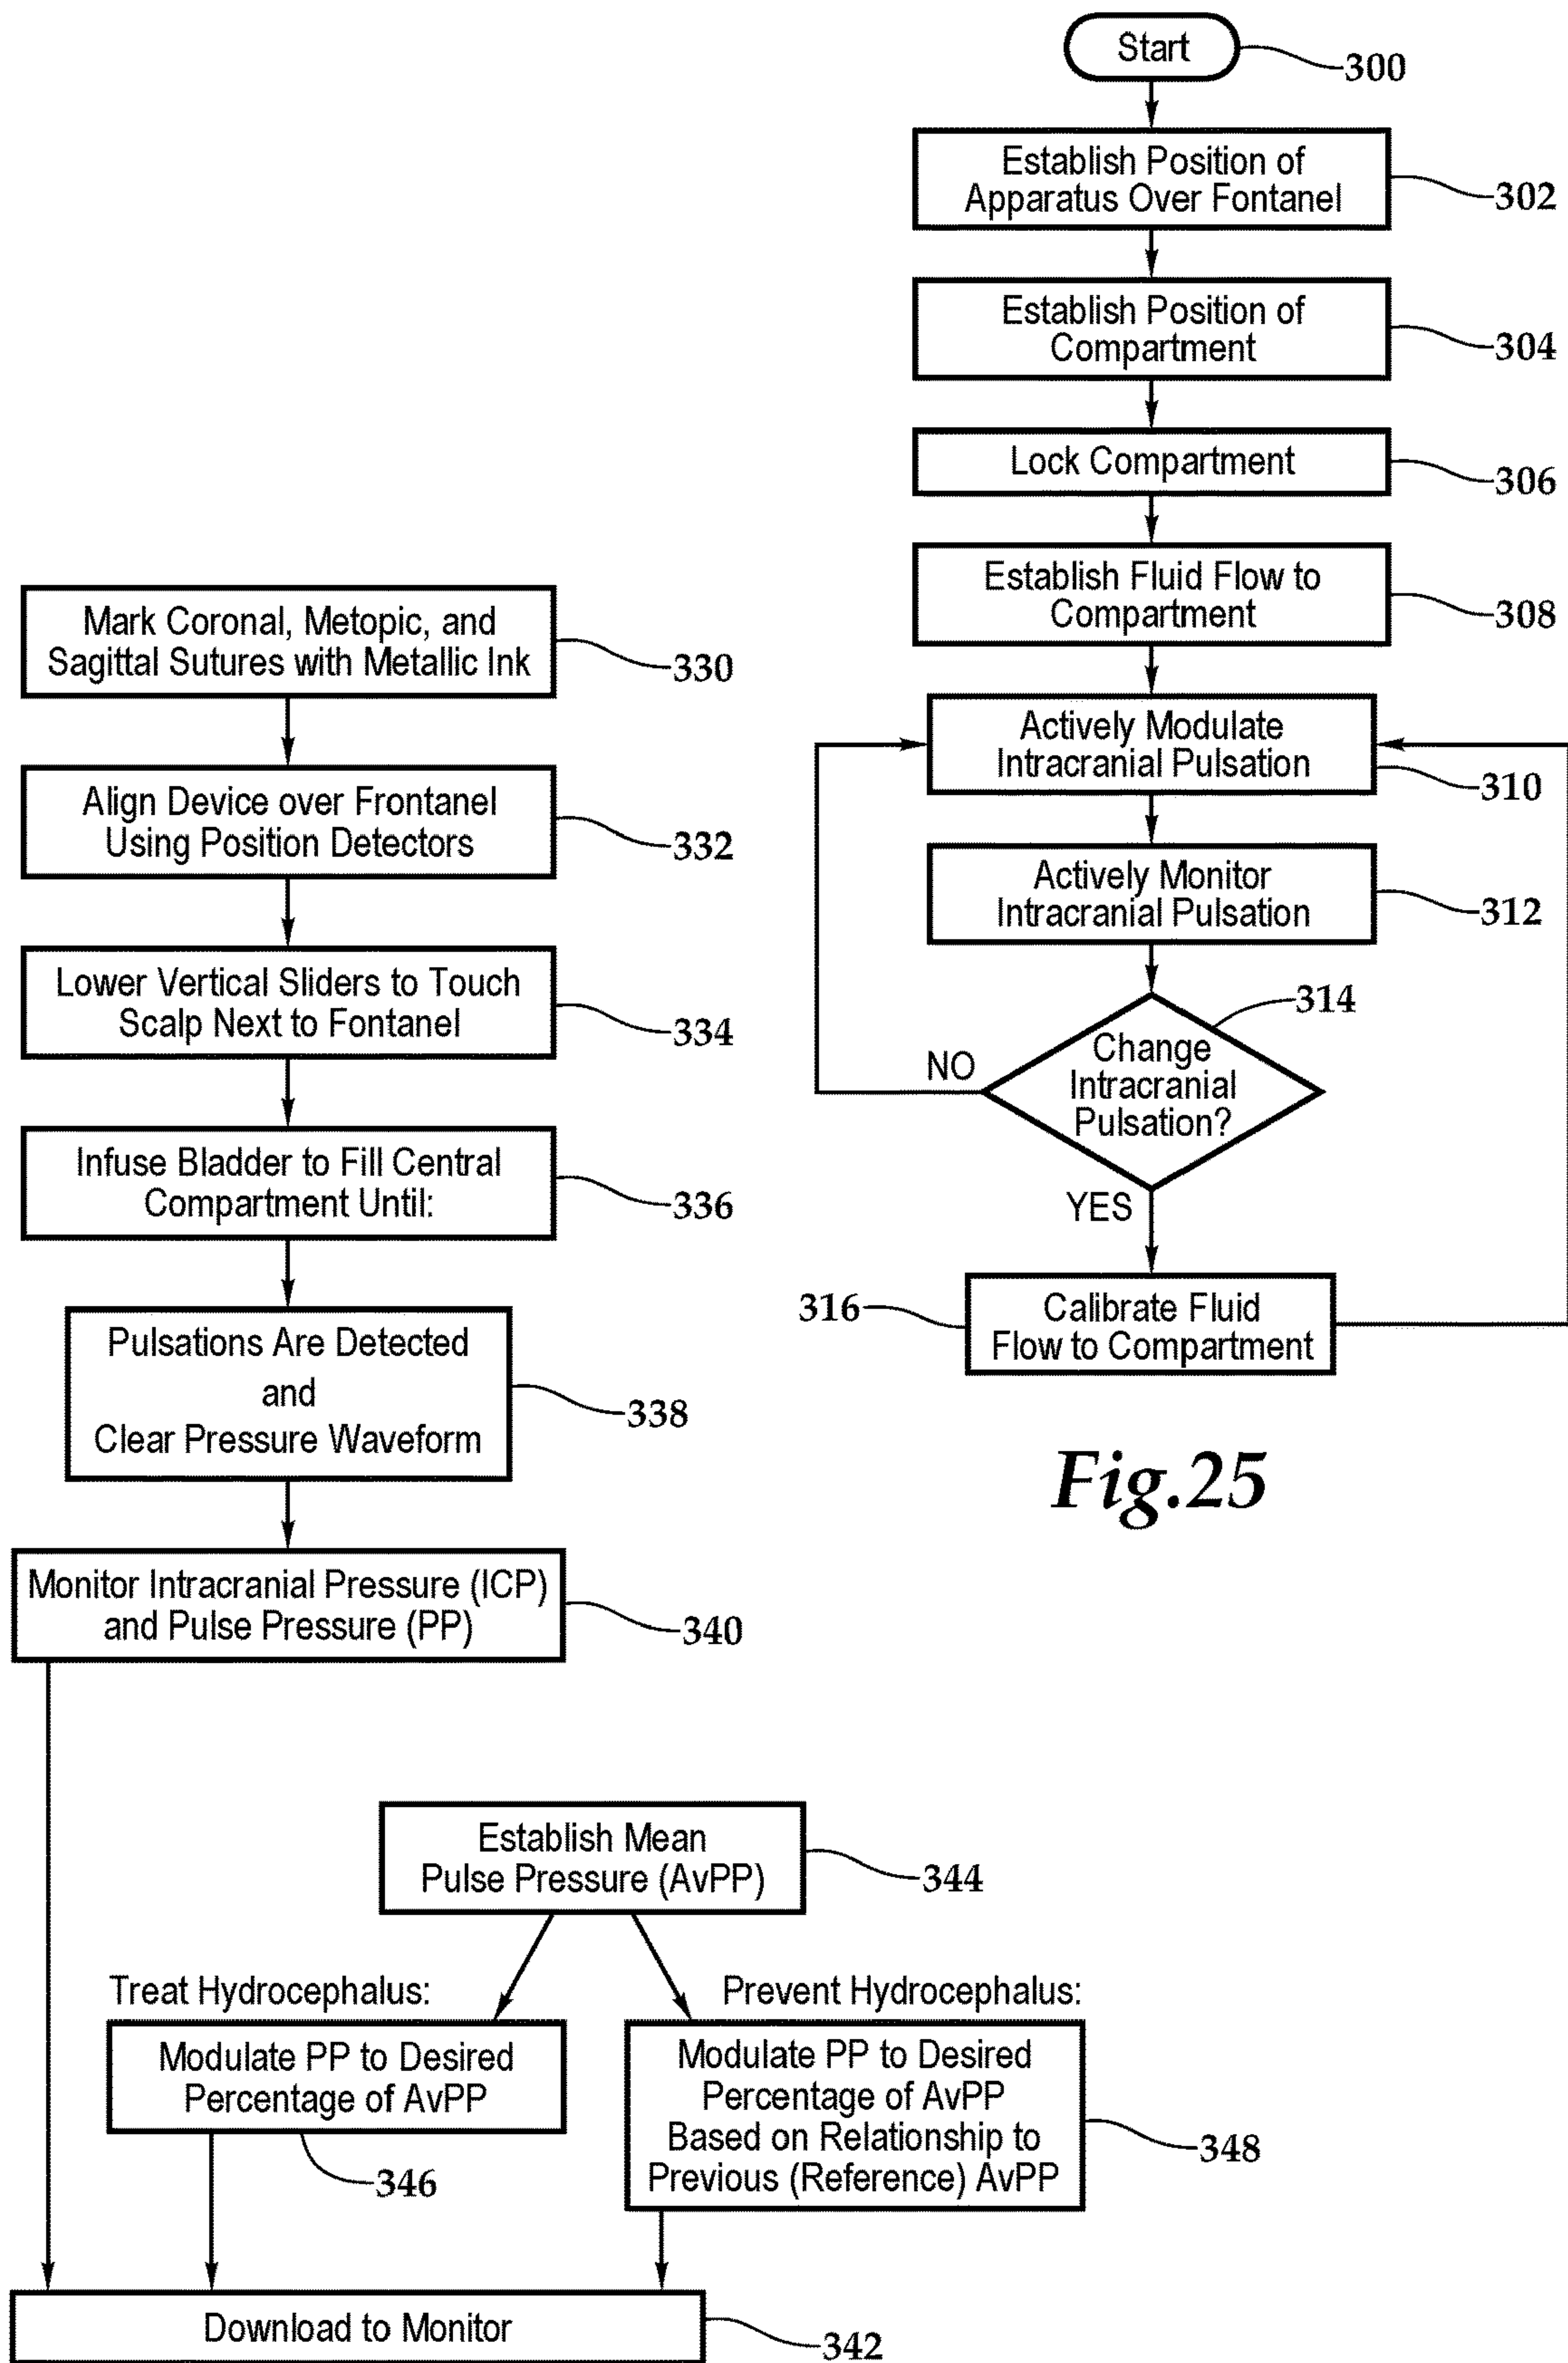 Start
300
Establish Position of
Apparatus Over Fontanel
302
Establish Position of
Compartment
304
Lock Compartment
306
Establish Fluid Flow to
Compartment
308
Actively Modulate
Intracranial Pulsation
310
Actively Monitor
Intracranial Pulsation
312
314
Change
Intracranial
Pulsation?
NO
YES
316
Calibrate Fluid
Flow to Compartment
Fig.25
Mark Coronal, Metopic, and
Sagittal Sutures with Metallic Ink
330
Align Device over Frontanel
Using Position Detectors
332
Lower Vertical Sliders to Touch
Scalp Next to Fontanel
334
Infuse Bladder to Fill Central
Compartment Until:
336
Pulsations Are Detected
and
Clear Pressure Waveform
338
Monitor Intracranial Pressure (ICP)
and Pulse Pressure (PP)
340
Establish Mean
Pulse Pressure (AvPP)
344
Treat Hydrocephalus:
Modulate PP to Desired
Percentage of AvPP
346
Prevent Hydrocephalus:
Modulate PP to Desired
Percentage of AvPP
Based on Relationship to
Previous (Reference) AvPP
348
Download to Monitor
342